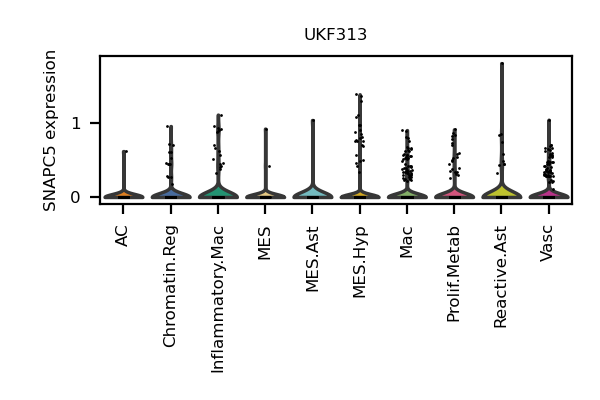 UKF313
SNAPC5 expression
1
0
AC
Chromatin.Reg
Inflammatory.Mac
MES
MES.Ast
MES.Hyp
Mac
Prolif.Metab
Reactive.Ast
Vasc